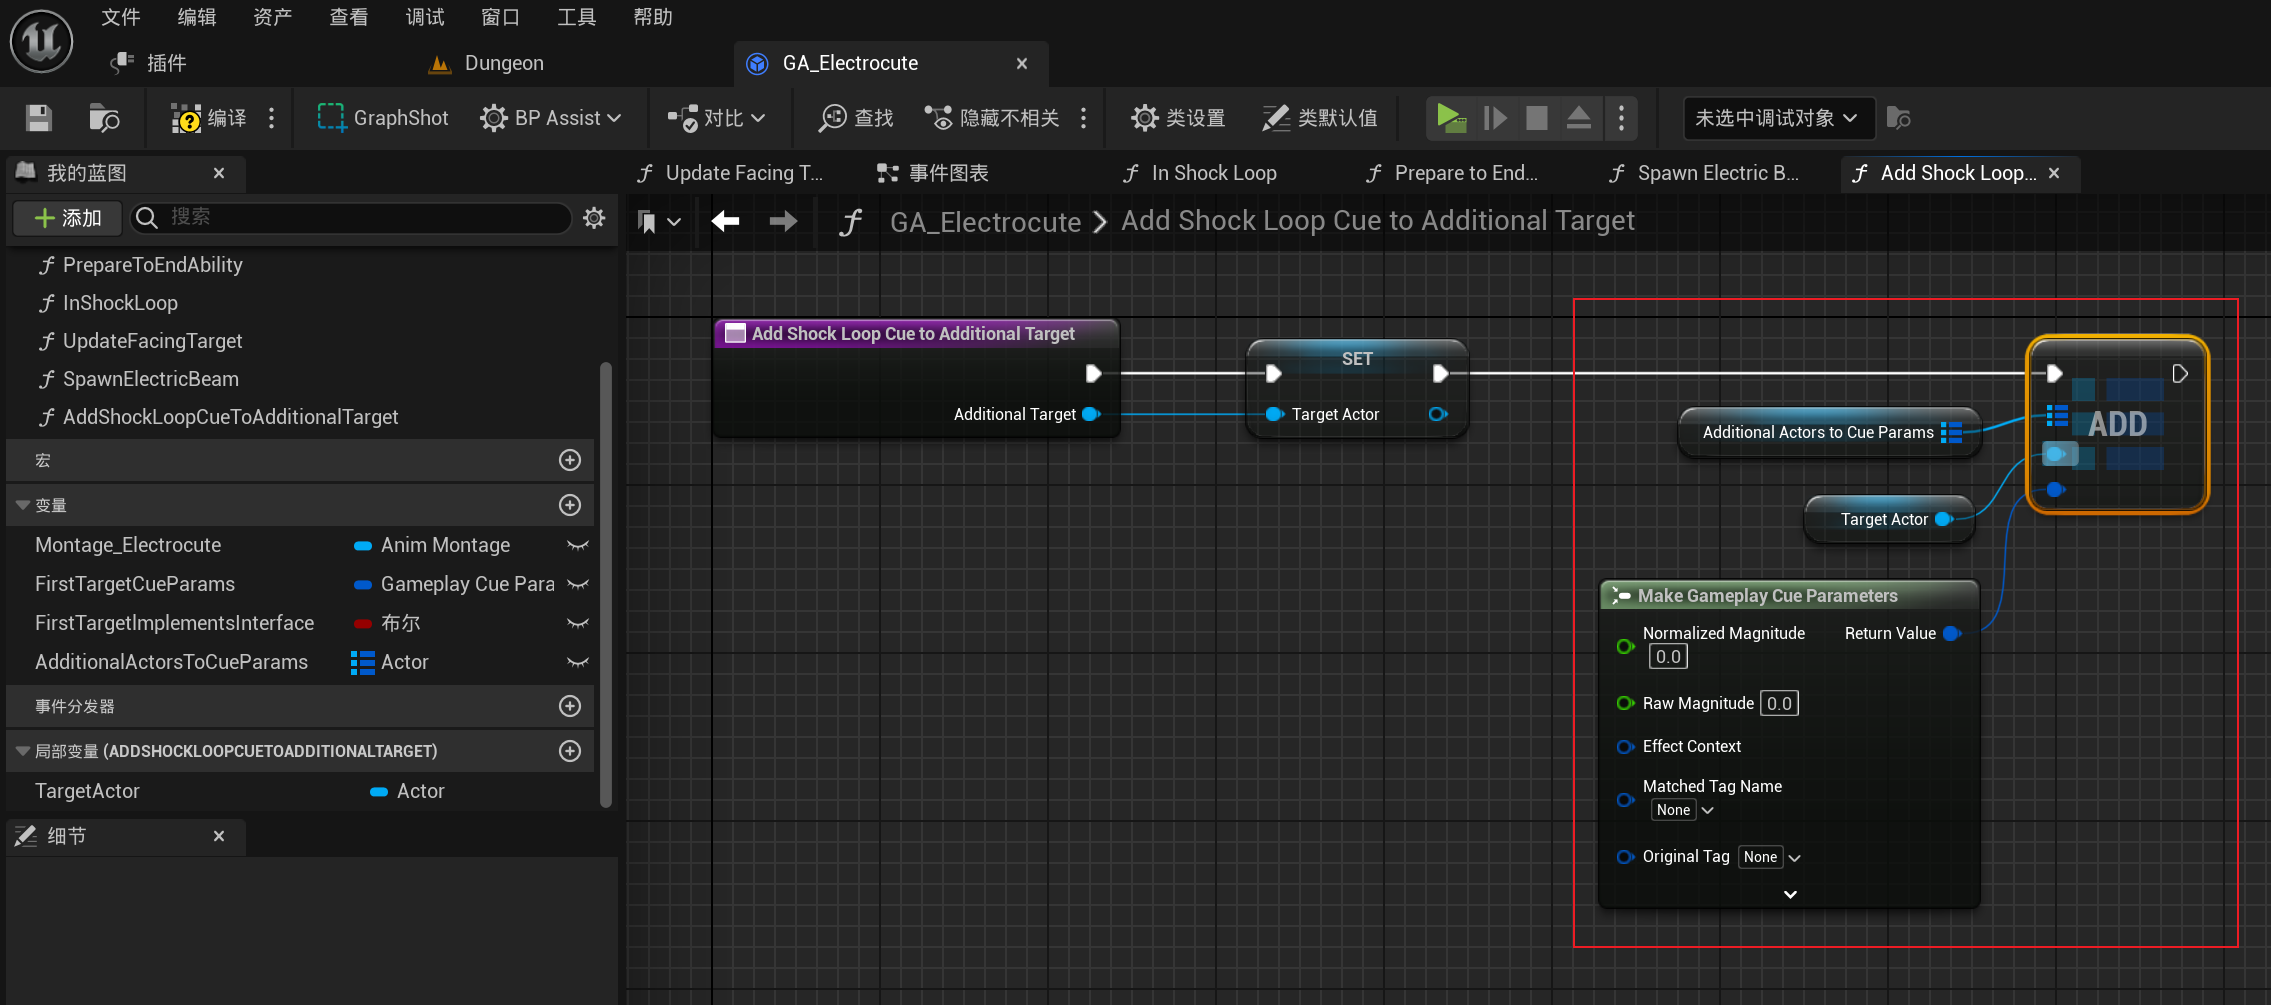 文件 编辑 资产 查看 调试 窗口 工具 帮助
插件 Dungeon GA_Electrocute
编译 GraphShot BP Assist 对比 查找 隐藏不相关 类设置 类默认值 未选中调试对象
我的蓝图 Update Facing T... 事件图表 In Shock Loop Prepare to End... Spawn Electric B... Add Shock Loop...
添加 搜索 GA_Electrocute Add Shock Loop Cue to Additional Target
PrepareToEndAbility
InShockLoop
UpdateFacingTarget
SpawnElectricBeam
AddShockLoopCueToAdditionalTarget
宏
变量
Montage_Electrocute Anim Montage
FirstTargetCueParams Gameplay Cue Para
FirstTargetImplementsInterface 布尔
AdditionalActorsToCueParams Actor
事件分发器
局部变量 (ADDSHOCKLOOPCUETOADDITIONALTARGET)
TargetActor Actor
细节
Add Shock Loop Cue to Additional Target
Additional Target
SET
Target Actor
Additional Actors to Cue Params
ADD
Target Actor
Make Gameplay Cue Parameters
Normalized Magnitude Return Value
0.0
Raw Magnitude 0.0
Effect Context
Matched Tag Name
None
Original Tag None